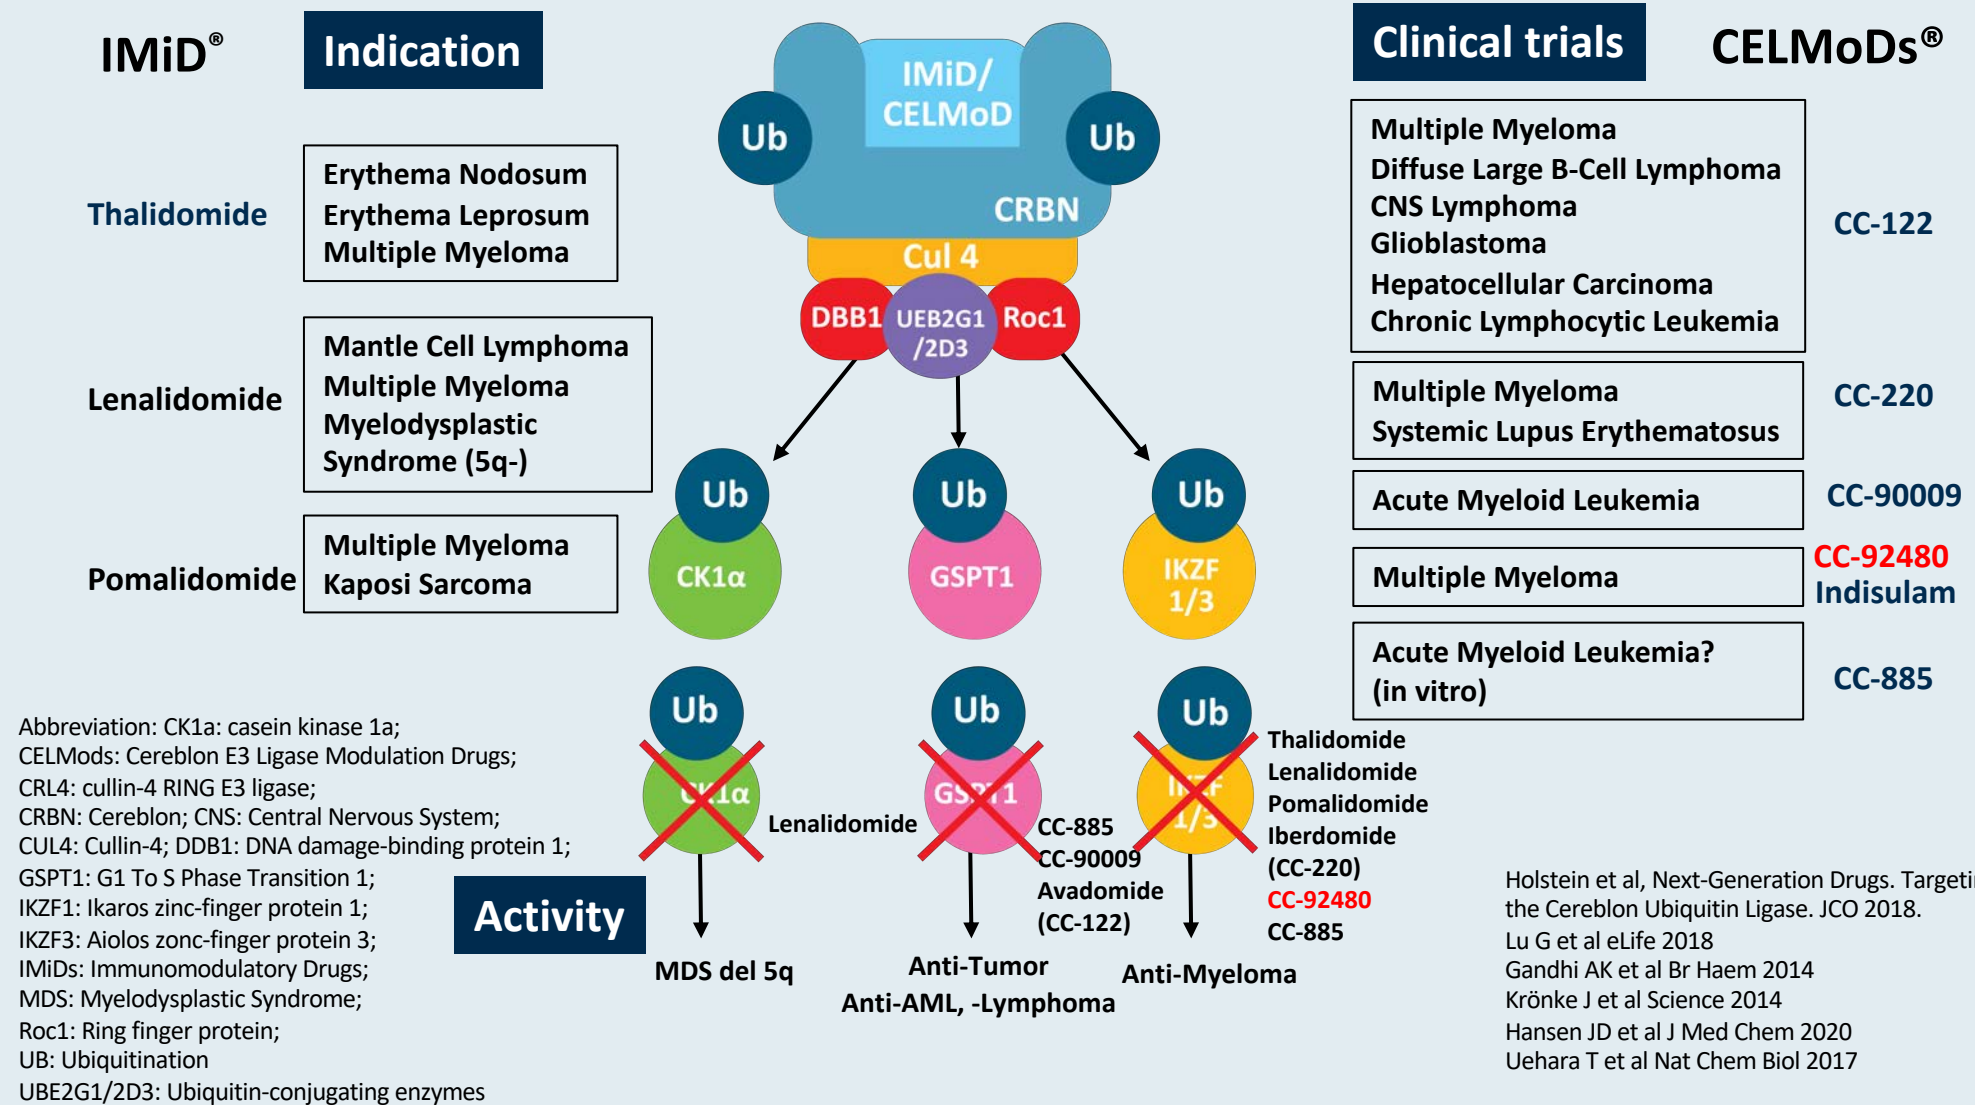 IMiD®
Indication
Thalidomide
Erythema Nodosum
Erythema Leprosum
Multiple Myeloma
Lenalidomide
Mantle Cell Lymphoma
Multiple Myeloma
Myelodysplastic
Syndrome (5q-)
Pomalidomide
Multiple Myeloma
Kaposi Sarcoma
IMiD/
CELMoD
Ub
Ub
CRBN
Cul 4
DBB1
UEB2G1
/2D3
Roc1
Ub
CK1α
Ub
GSPT1
Ub
IKZF
1/3
Ub
CK1α
Lenalidomide
Ub
GSPT1
CC-885
CC-90009
Avadomide
(CC-122)
Ub
IKZF
1/3
Thalidomide
Lenalidomide
Pomalidomide
Iberdomide
(CC-220)
CC-92480
CC-885
Activity
MDS del 5q
Anti-Tumor
Anti-AML, -Lymphoma
Anti-Myeloma
Clinical trials
CELMoDs®
Multiple Myeloma
Diffuse Large B-Cell Lymphoma
CNS Lymphoma
Glioblastoma
Hepatocellular Carcinoma
Chronic Lymphocytic Leukemia
CC-122
Multiple Myeloma
Systemic Lupus Erythematosus
CC-220
Acute Myeloid Leukemia
CC-90009
Multiple Myeloma
CC-92480
Indisulam
Acute Myeloid Leukemia?
(in vitro)
CC-885
Abbreviation: CK1a: casein kinase 1a;
CELMods: Cereblon E3 Ligase Modulation Drugs;
CRL4: cullin-4 RING E3 ligase;
CRBN: Cereblon; CNS: Central Nervous System;
CUL4: Cullin-4; DDB1: DNA damage-binding protein 1;
GSPT1: G1 To S Phase Transition 1;
IKZF1: Ikaros zinc-finger protein 1;
IKZF3: Aiolos zonc-finger protein 3;
IMiDs: Immunomodulatory Drugs;
MDS: Myelodysplastic Syndrome;
Roc1: Ring finger protein;
UB: Ubiquitination
UBE2G1/2D3: Ubiquitin-conjugating enzymes
Holstein et al, Next-Generation Drugs. Targetin
the Cereblon Ubiquitin Ligase. JCO 2018.
Lu G et al eLife 2018
Gandhi AK et al Br Haem 2014
Krönke J et al Science 2014
Hansen JD et al J Med Chem 2020
Uehara T et al Nat Chem Biol 2017